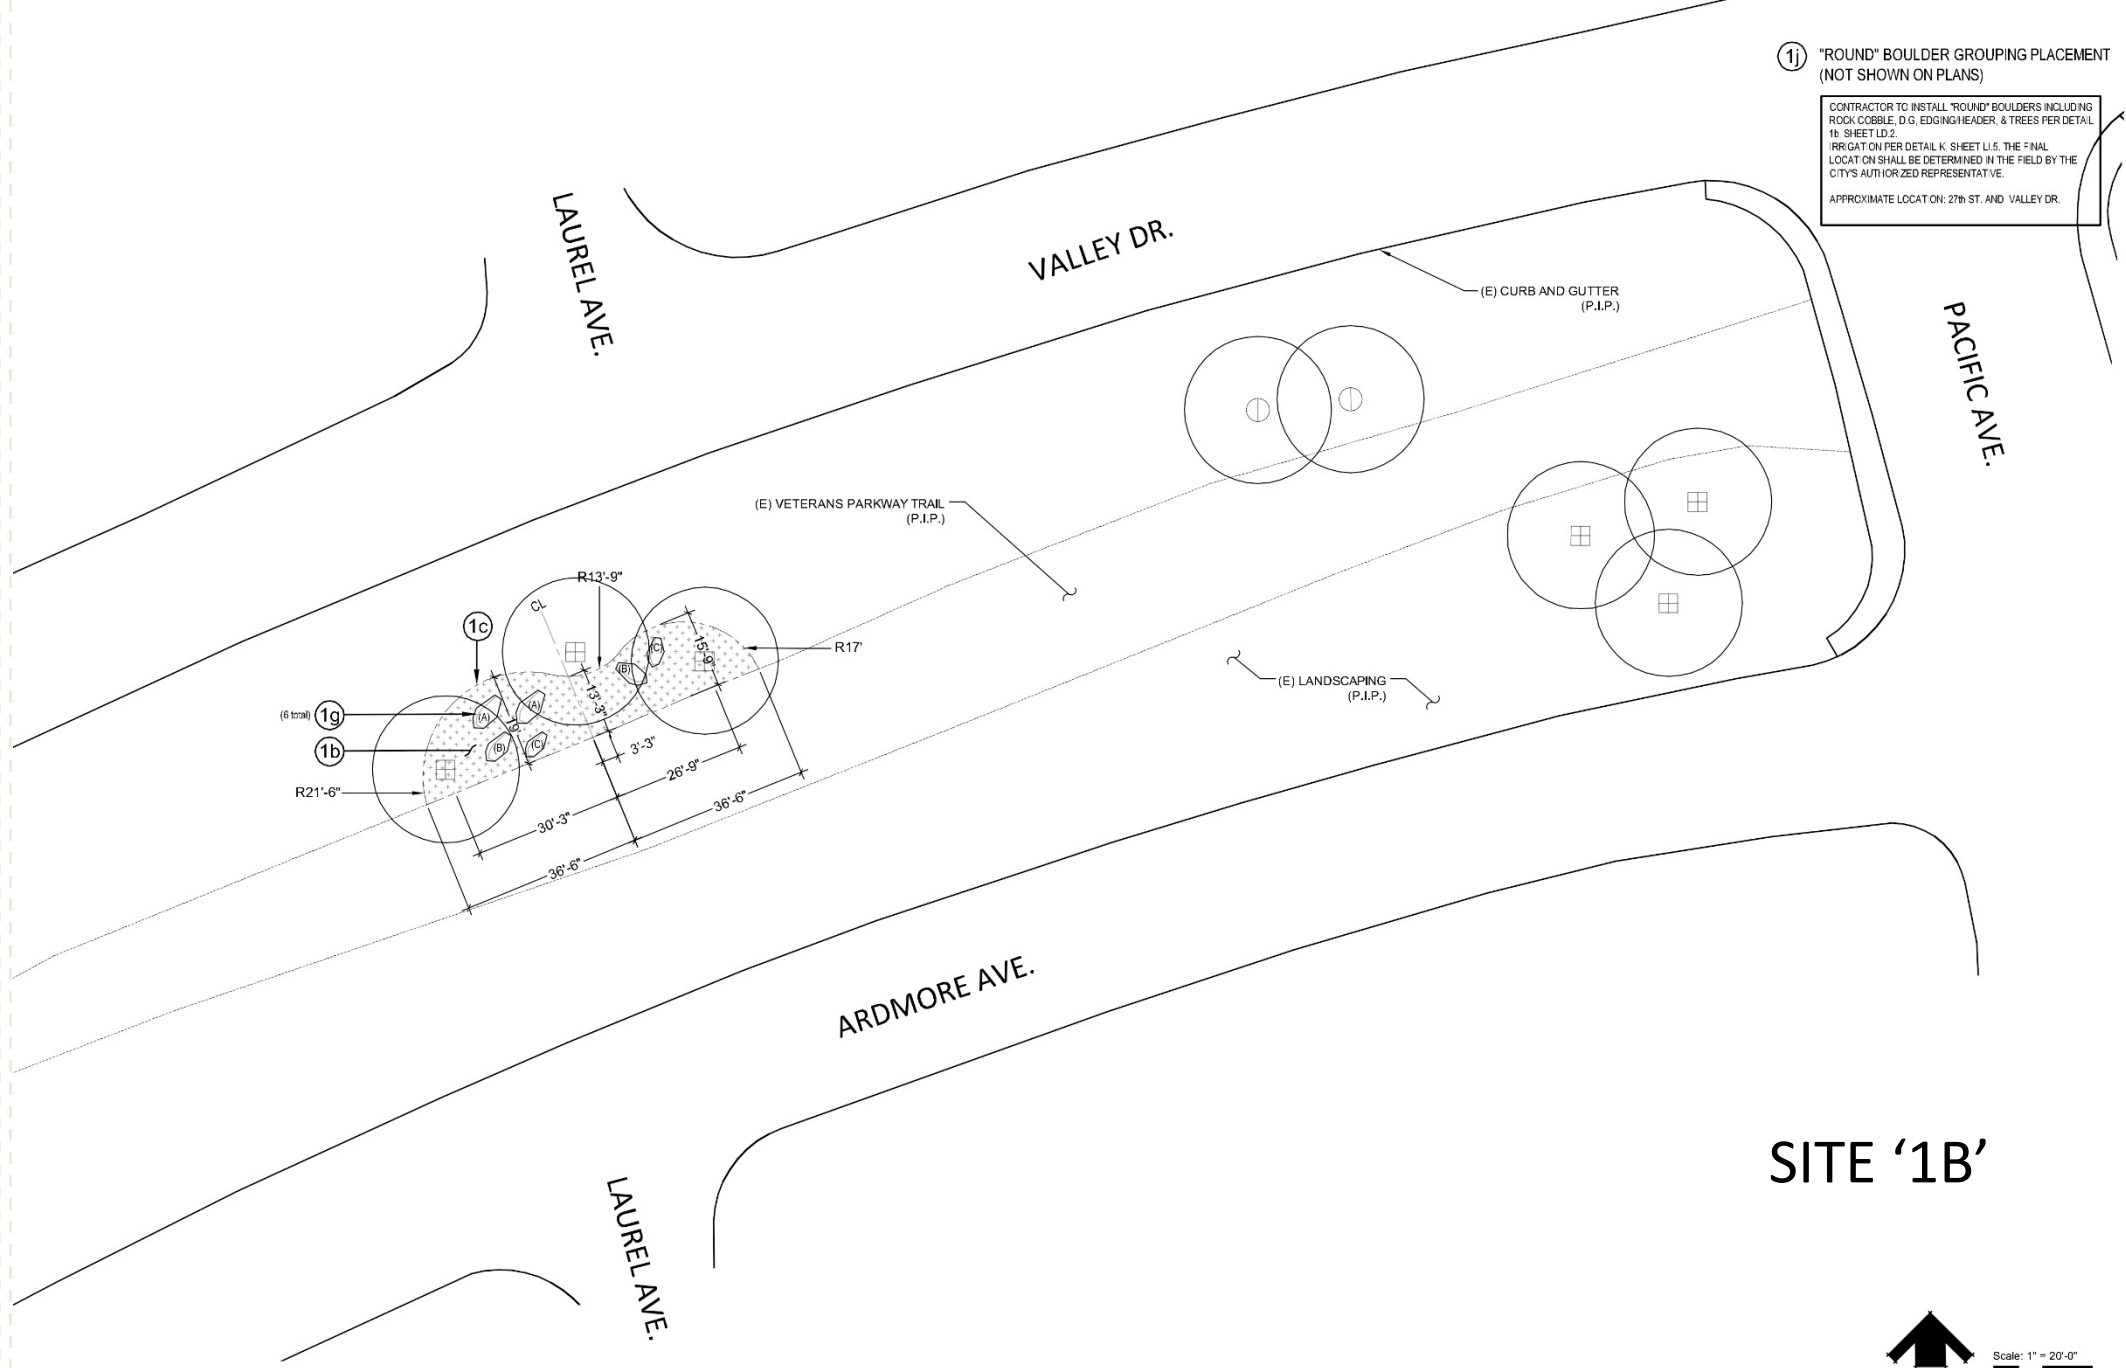 1j
"ROUND" BOULDER GROUPING PLACEMENT
(NOT SHOWN ON PLANS)
CONTRACTOR TO INSTALL "ROUND" BOULDERS INCLUDING
ROCK COBBLE, D.G, EDGING/HEADER, & TREES PER DETAIL
1b, SHEET LD.2.
IRRIGATION PER DETAIL K, SHEET LI.5. THE FINAL
LOCATION SHALL BE DETERMINED IN THE FIELD BY THE
CITY'S AUTHORIZED REPRESENTATIVE.
APPROXIMATE LOCATION: 27th ST. AND VALLEY DR.
LAUREL AVE.
VALLEY DR.
(E) CURB AND GUTTER
(P.I.P.)
PACIFIC AVE.
(E) VETERANS PARKWAY TRAIL
(P.I.P.)
R13'-9"
CL
1c
15'-9"
R17'
(C)
(B)
(E) LANDSCAPING
(P.I.P.)
13'-3"
(A)
(A)
19'
(6 total)
1g
1b
(B)
(C)
3'-3"
26'-9"
R21'-6"
36'-6"
30'-3"
36'-6"
ARDMORE AVE.
SITE ‘1B’
LAUREL AVE.
Scale: 1" = 20'-0"